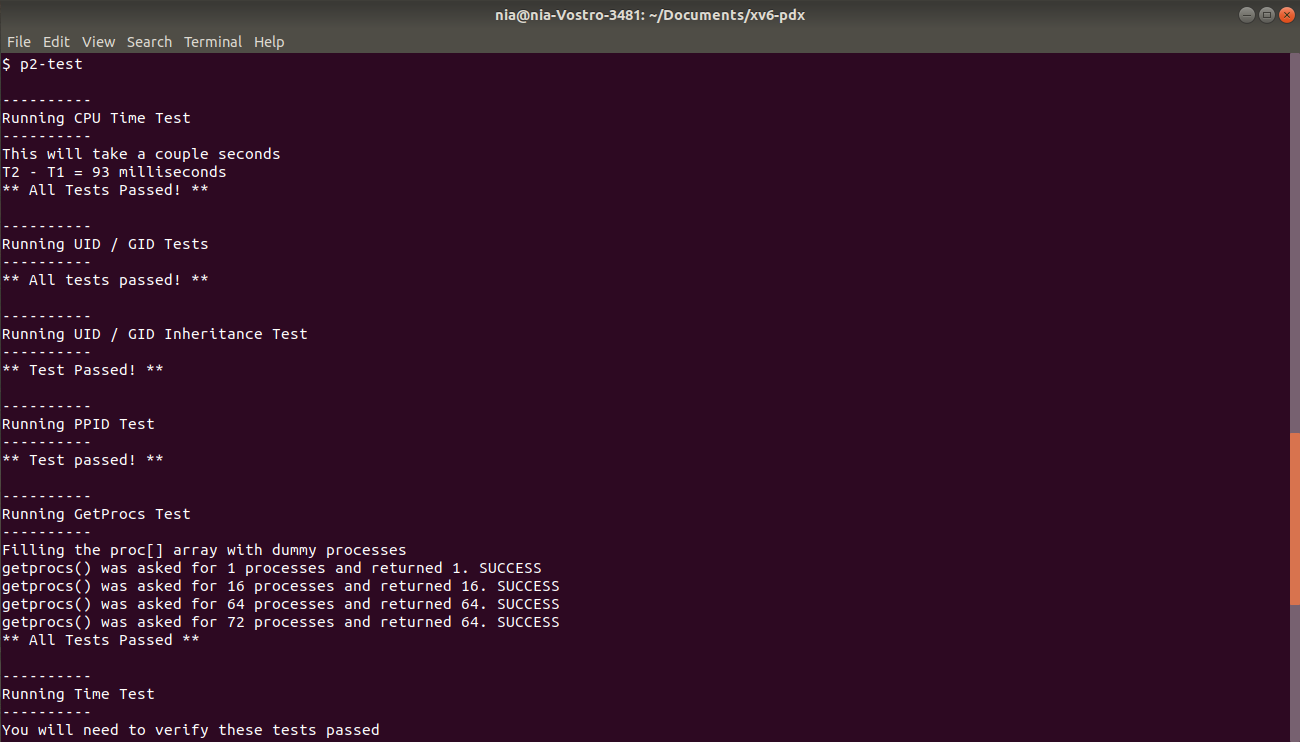 nia@nia-Vostro-3481: ~/Documents/xv6-pdx
File Edit View Search Terminal Help
$ p2-test
----------
Running CPU Time Test
----------
This will take a couple seconds
T2 - T1 = 93 milliseconds
** All Tests Passed! **
----------
Running UID / GID Tests
----------
** All tests passed! **
----------
Running UID / GID Inheritance Test
----------
** Test Passed! **
----------
Running PPID Test
----------
** Test passed! **
----------
Running GetProcs Test
----------
Filling the proc[] array with dummy processes
getprocs() was asked for 1 processes and returned 1. SUCCESS
getprocs() was asked for 16 processes and returned 16. SUCCESS
getprocs() was asked for 64 processes and returned 64. SUCCESS
getprocs() was asked for 72 processes and returned 64. SUCCESS
** All Tests Passed **
----------
Running Time Test
----------
You will need to verify these tests passed